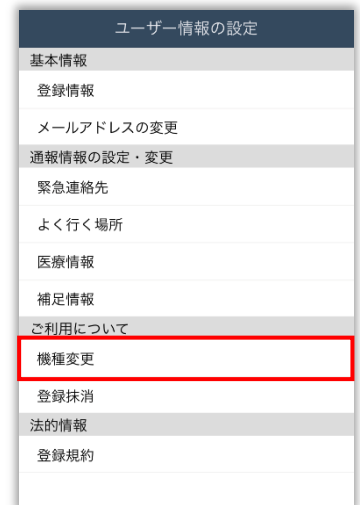 ユーザー情報の設定
基本情報
登録情報
メールアドレスの変更
通報情報の設定・変更
緊急連絡先
よく行く場所
医療情報
補足情報
ご利用について
機種変更
登録抹消
法的情報
登録規約